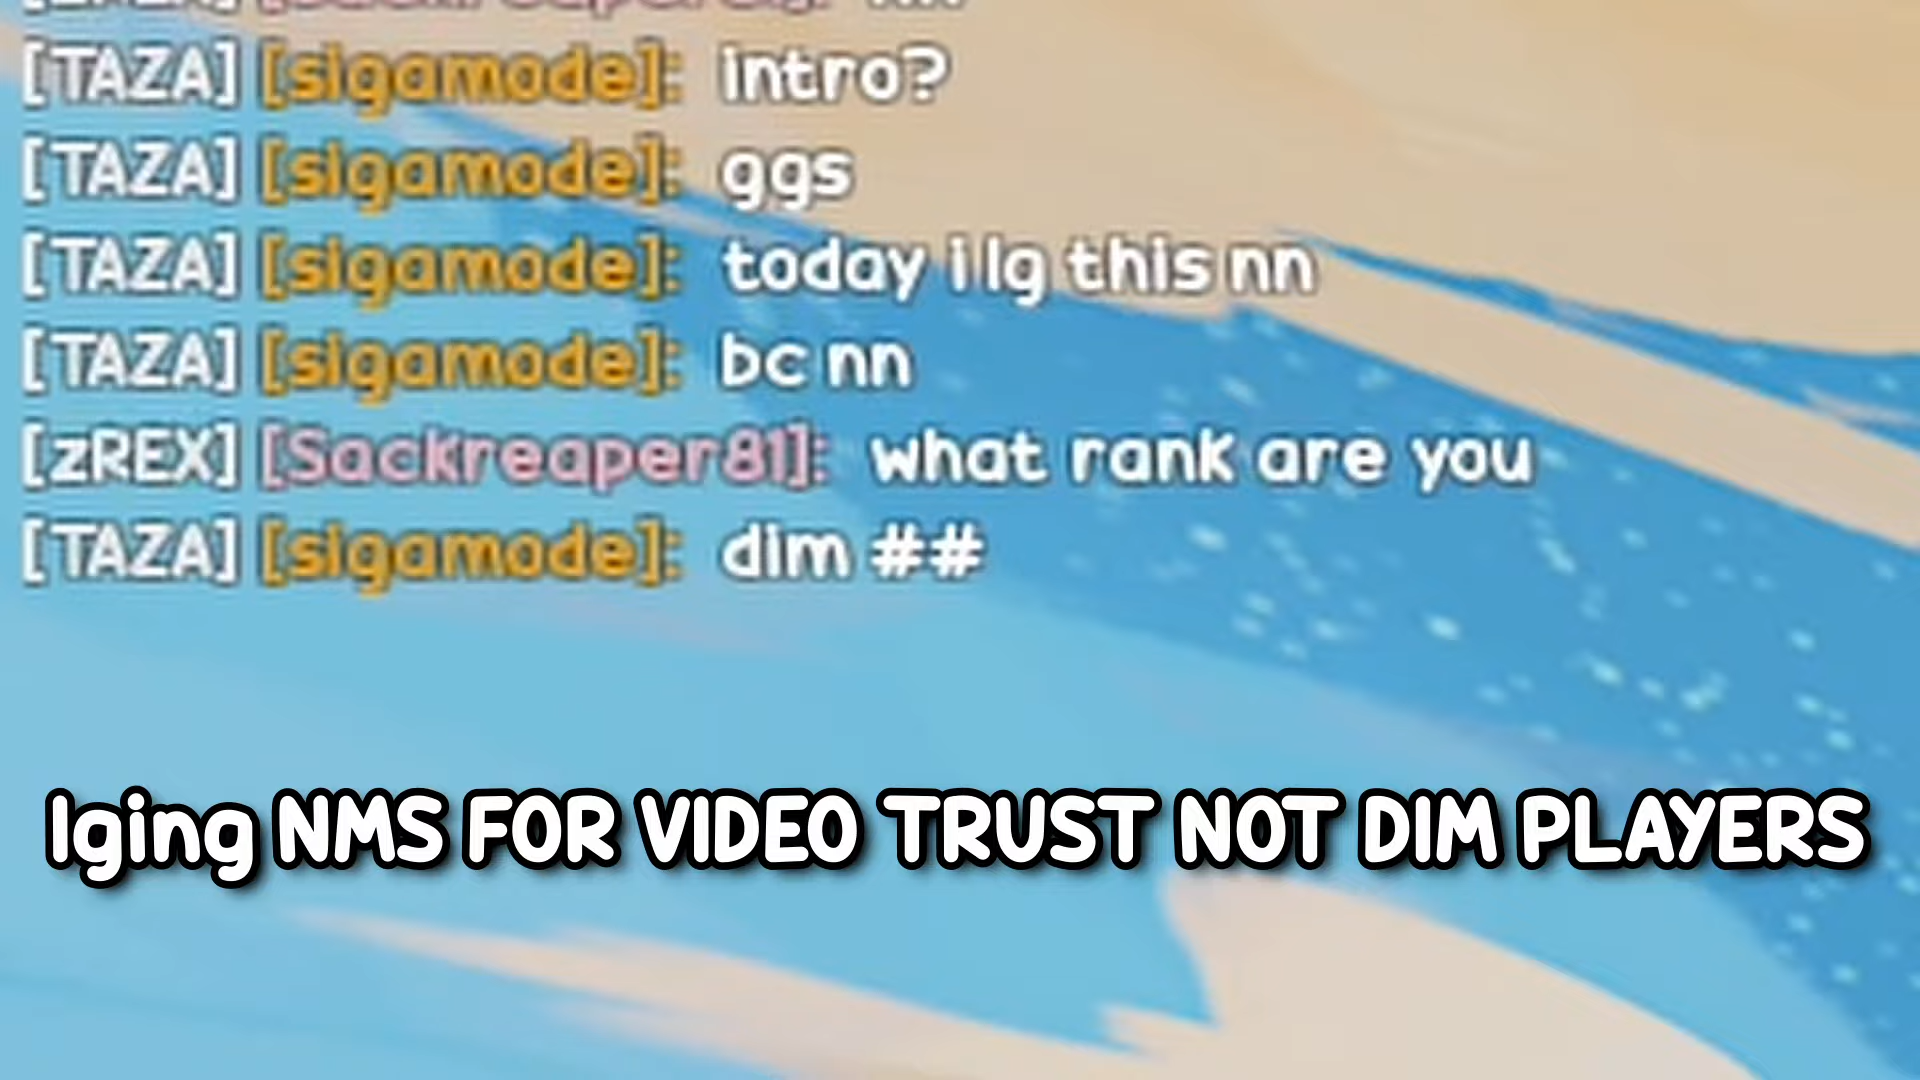 [TAZA] [sigamode]: intro?
[TAZA] [sigamode]: ggs
[TAZA] [sigamode]: today i lg this nn
[TAZA] [sigamode]: bc nn
[zREX] [Sackreaper81]: what rank are you
[TAZA] [sigamode]: dim ##
lging NMS FOR VIDEO TRUST NOT DIM PLAYERS